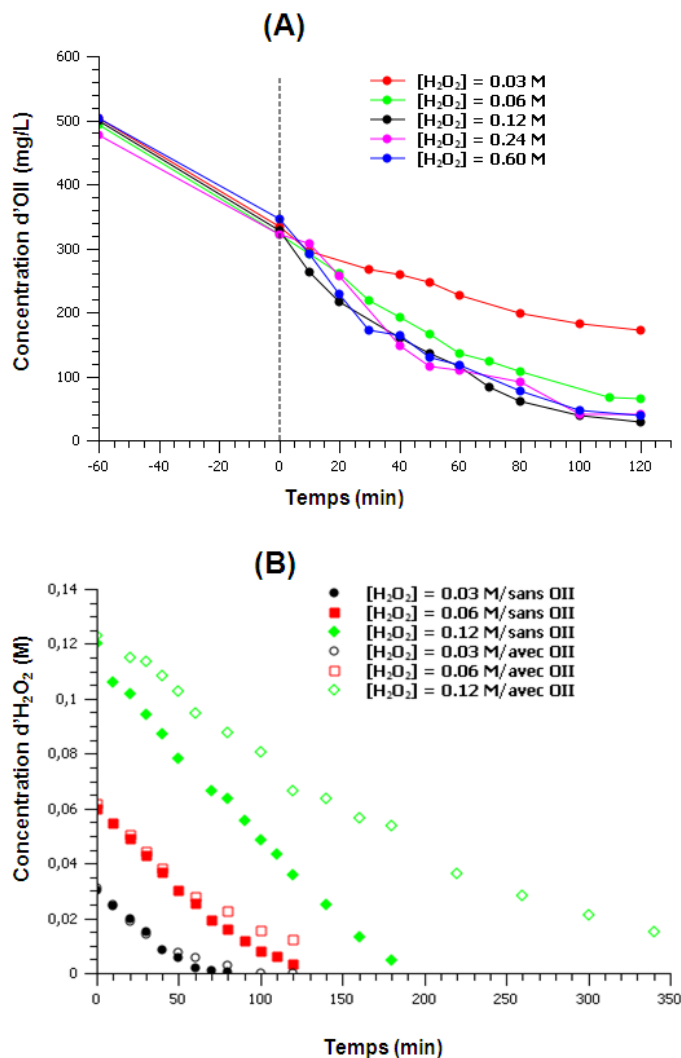 (A)
600
500
400
300
200
100
0
Concentration d'OII (mg/L)
[H₂O₂] = 0.03 M
[H₂O₂] = 0.06 M
[H₂O₂] = 0.12 M
[H₂O₂] = 0.24 M
[H₂O₂] = 0.60 M
-60 -40 -20 0 20 40 60 80 100 120
Temps (min)
(B)
0,14
0,12
0,1
0,08
0,06
0,04
0,02
0
Concentration d'H₂O₂ (M)
[H₂O₂] = 0.03 M/sans OII
[H₂O₂] = 0.06 M/sans OII
[H₂O₂] = 0.12 M/sans OII
[H₂O₂] = 0.03 M/avec OII
[H₂O₂] = 0.06 M/avec OII
[H₂O₂] = 0.12 M/avec OII
0 50 100 150 200 250 300 350
Temps (min)